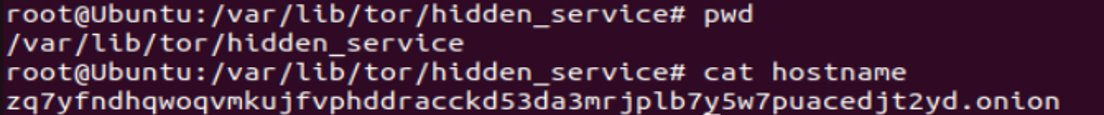 root@Ubuntu:/var/lib/tor/hidden_service# pwd
/var/lib/tor/hidden_service
root@Ubuntu:/var/lib/tor/hidden_service# cat hostname
zq7yfndhqwoqvmkujfvphddracckd53da3mrjplb7y5w7puacedjt2yd.onion